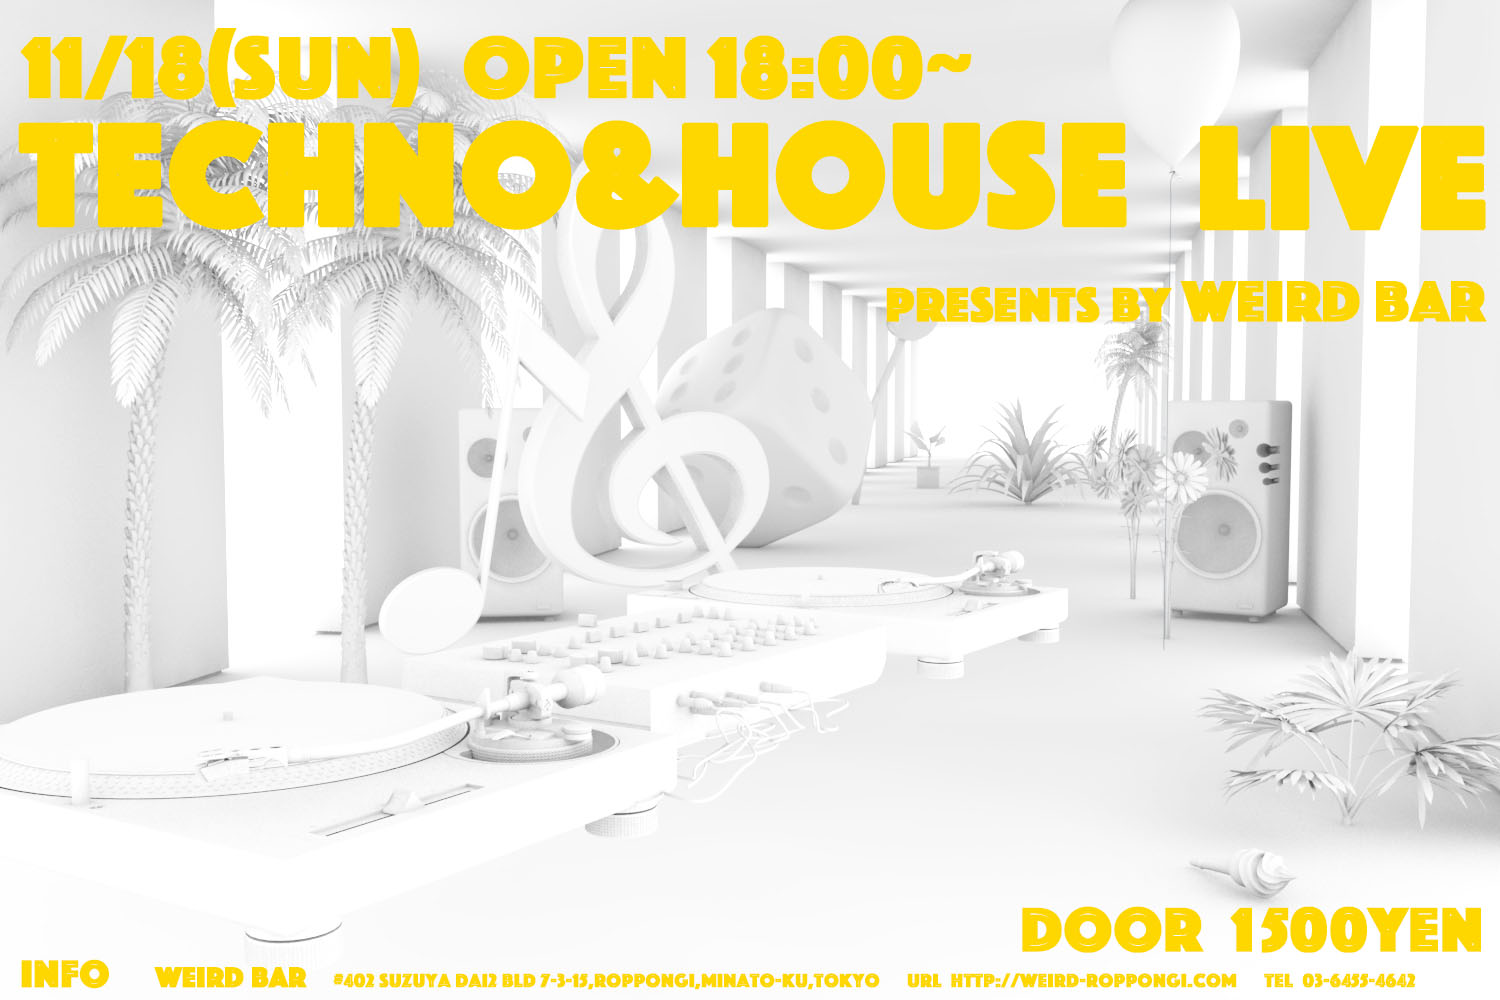 11/18(SUN) OPEN 18:00~
TECHNO&HOUSE LIVE
PRESENTS BY WEIRD BAR
DOOR 1500YEN
INFO WEIRD BAR #402 SUZUYA DAI2 BLD 7-3-15,ROPPONGI,MINATO-KU,TOKYO URL HTTP://WEIRD-ROPPONGI.COM TEL 03-6455-4642